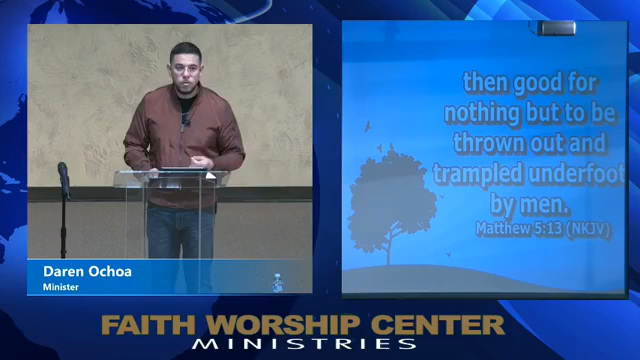 Daren Ochoa
Minister
then good for
nothing but to be
thrown out and
trampled underfoot
by men.
Matthew 5:13 (NKJV)
FAITH WORSHIP CENTER
MINISTRIES